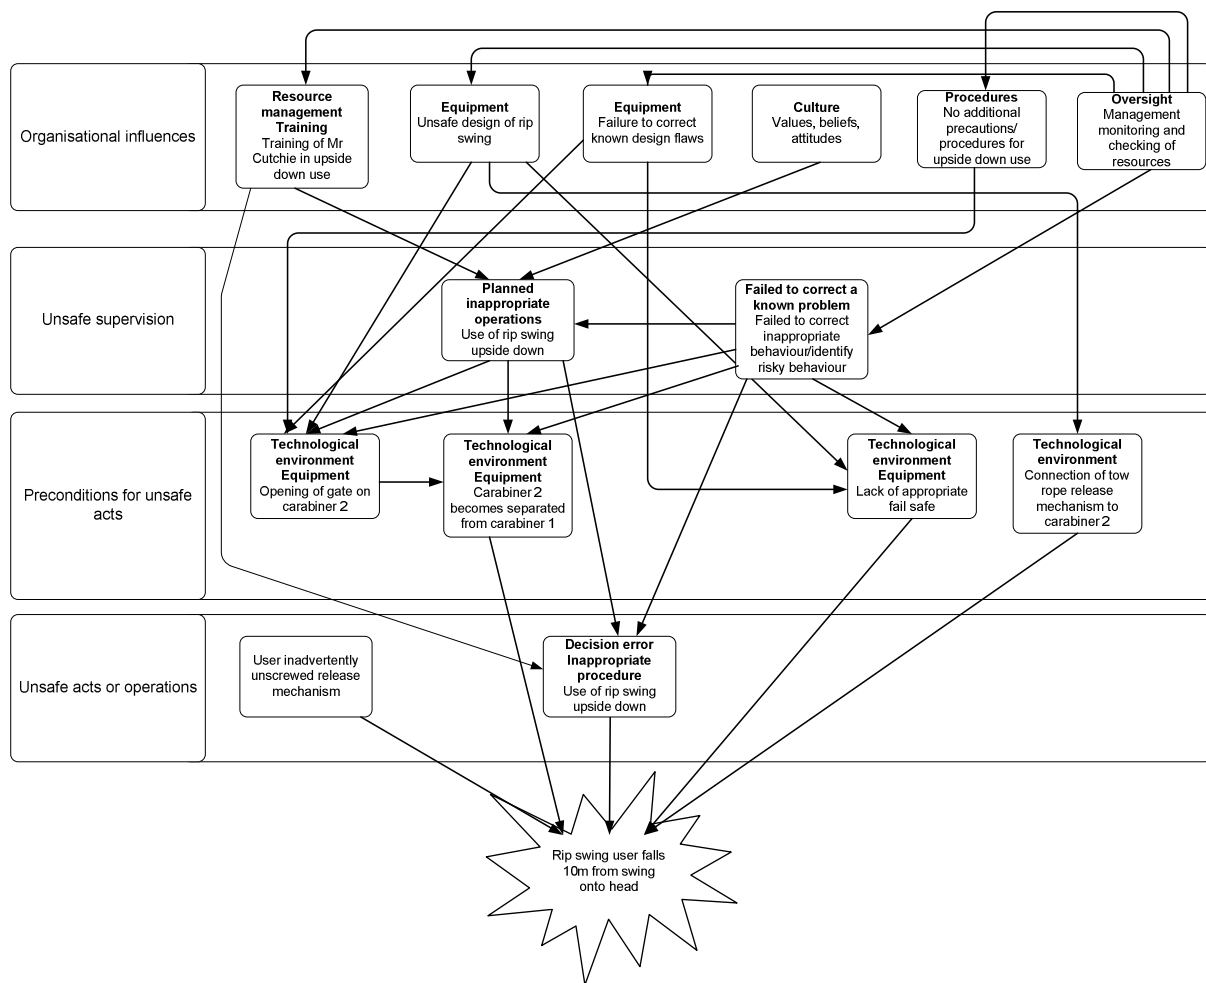 Organisational influences
Resource
management
Training
Training of Mr
Cutchie in upside
down use
Equipment
Unsafe design of rip
swing
Equipment
Failure to correct
known design flaws
Culture
Values, beliefs,
attitudes
Procedures
No additional
precautions/
procedures for
upside down use
Oversight
Management
monitoring and
checking of
resources
Unsafe supervision
Planned
inappropriate
operations
Use of rip swing
upside down
Failed to correct a
known problem
Failed to correct
inappropriate
behaviour/identify
risky behaviour
Preconditions for unsafe
acts
Technological
environment
Equipment
Opening of gate on
carabiner 2
Technological
environment
Equipment
Carabiner 2
becomes separated
from carabiner 1
Technological
environment
Equipment
Lack of appropriate
fail safe
Technological
environment
Connection of tow
rope release
mechanism to
carabiner 2
Unsafe acts or operations
User inadvertently
unscrewed release
mechanism
Decision error
Inappropriate
procedure
Use of rip swing
upside down
Rip swing user falls
10m from swing
onto head